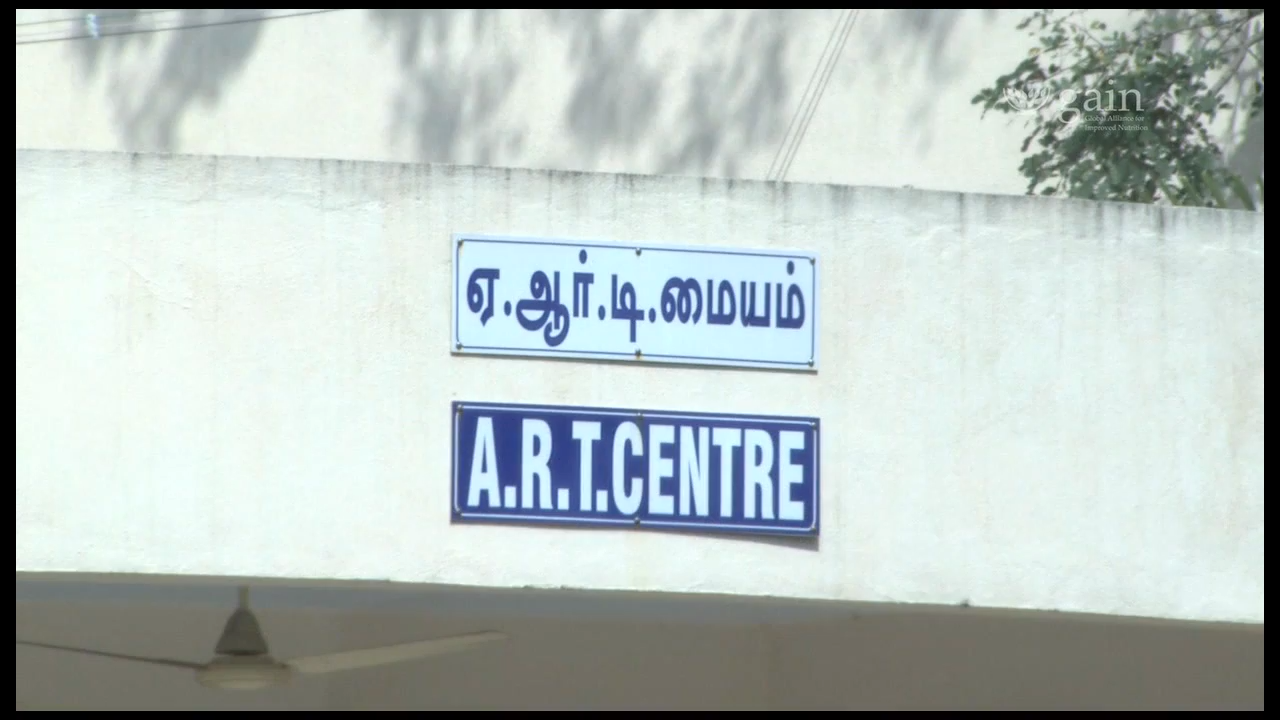 gain
Global Alliance for
Improved Nutrition
ஏ.ஆர்.டி.மையம்
A.R.T.CENTRE